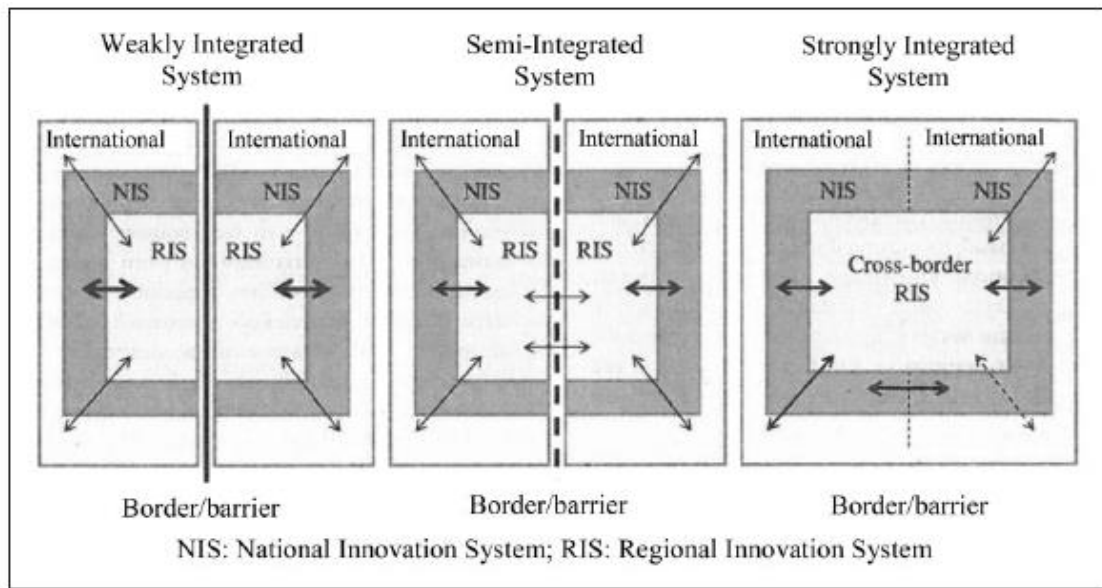 Weakly Integrated
System
Semi-Integrated
System
Strongly Integrated
System
International
International
NIS
NIS
RIS
RIS
International
International
NIS
NIS
RIS
RIS
International
International
NIS
NIS
Cross-border
RIS
Border/barrier
Border/barrier
Border/barrier
NIS: National Innovation System; RIS: Regional Innovation System